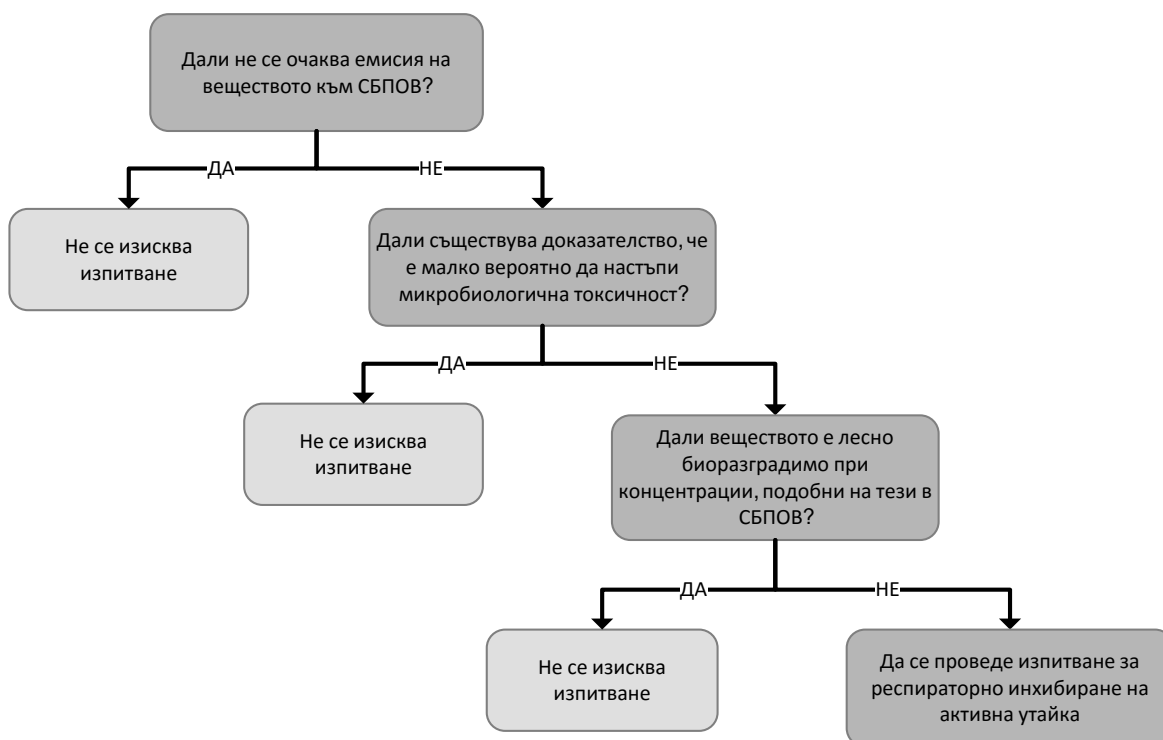 Дали не се очаква емисия на
веществото към СБПОВ?
ДА
НЕ
Не се изисква
изпитване
Дали съществува доказателство, че
е малко вероятно да настъпи
микробиологична токсичност?
ДА
НЕ
Не се изисква
изпитване
Дали веществото е лесно
биоразградимо при
концентрации, подобни на тези в
СБПОВ?
ДА
НЕ
Не се изисква
изпитване
Да се проведе изпитване за
респираторно инхибиране на
активна утайка